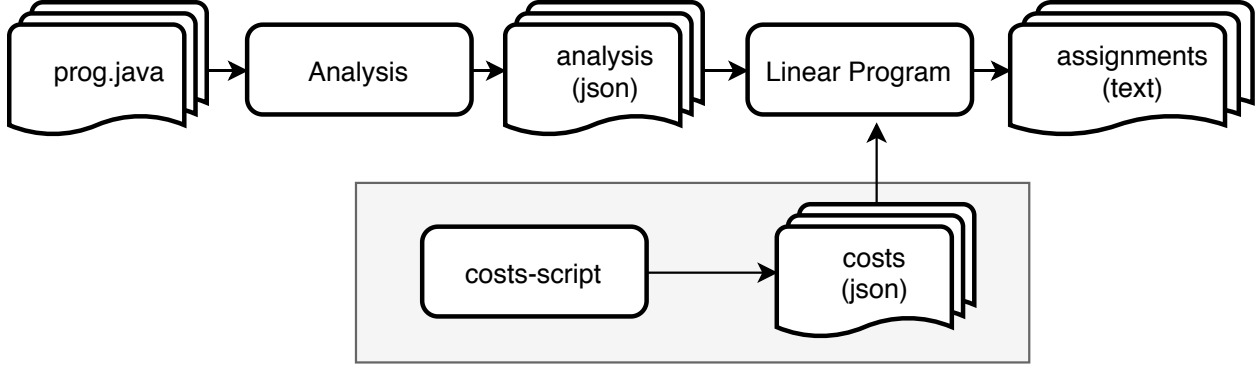 prog.java
Analysis
analysis
(json)
Linear Program
assignments
(text)
costs-script
costs
(json)